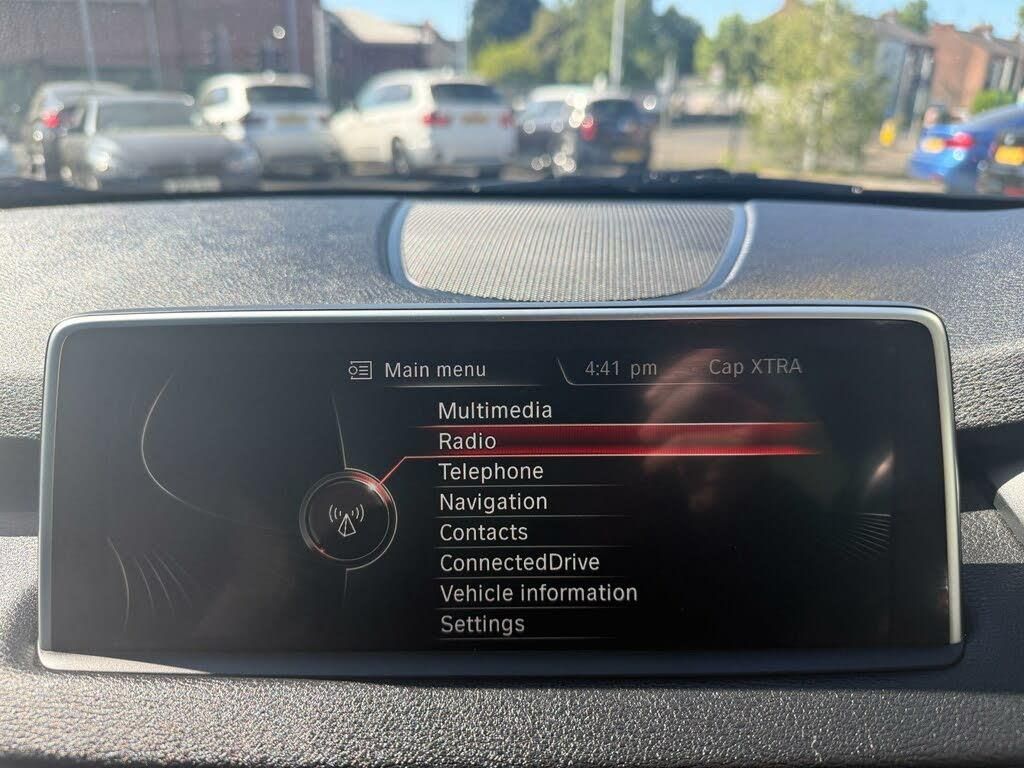 Main menu 4:41 pm Cap XTRA
Multimedia
Radio
Telephone
Navigation
Contacts
ConnectedDrive
Vehicle information
Settings